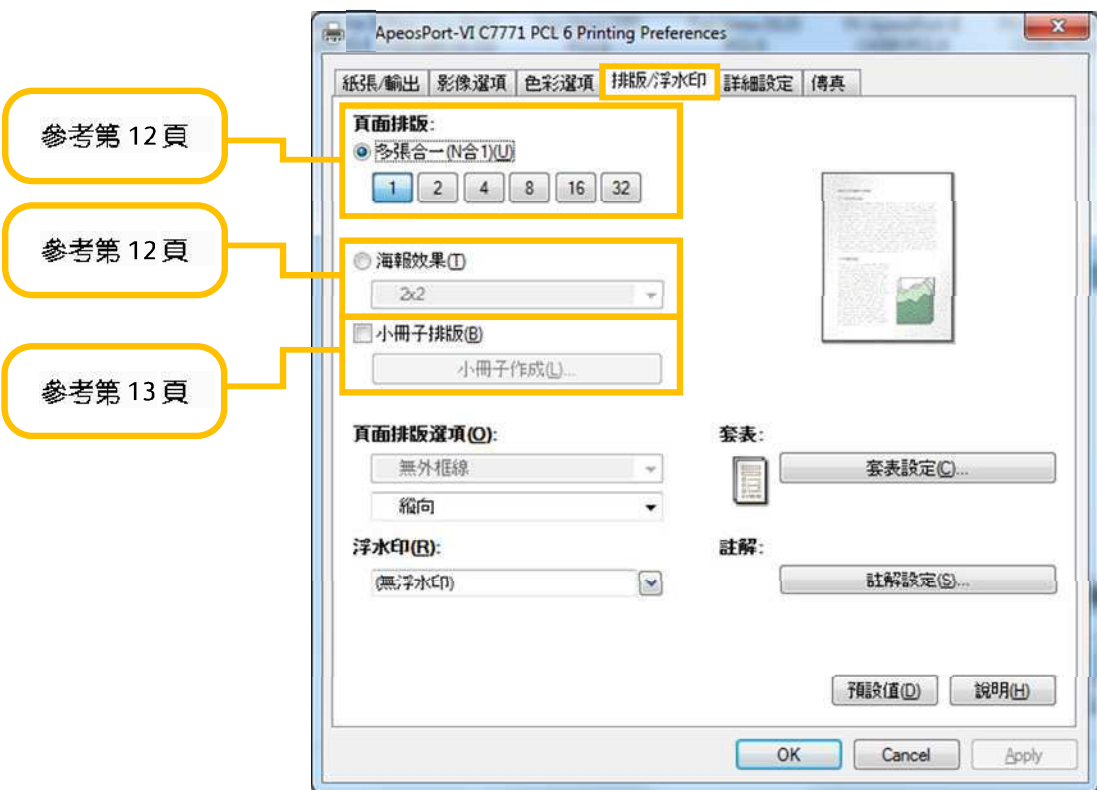 ApeosPort-VI C7771 PCL 6 Printing Preferences
紙張/輸出 影像選項 色彩選項 排版/浮水印 詳細設定 傳真
參考第 12 頁
頁面排版:
多張合一(N合1)(U)
1 2 4 8 16 32
參考第 12 頁
海報效果(T)
2x2
參考第 13 頁
小冊子排版(B)
小冊子作成(L)...
頁面排版選項(O):
無外框線
縱向
套表:
套表設定(C)...
浮水印(R):
(無浮水印)
註解:
註解設定(S)...
預設值(D) 說明(H)
OK Cancel Apply